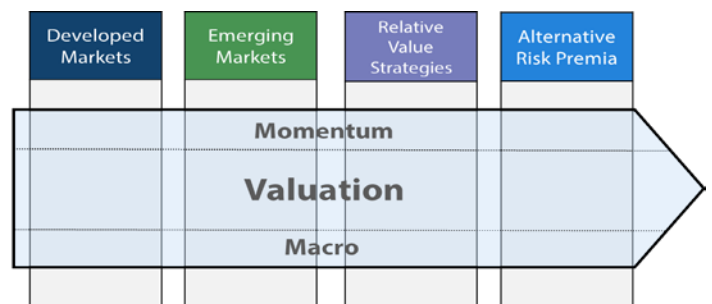 Developed
Markets
Emerging
Markets
Relative
Value
Strategies
Alternative
Risk Premia
Momentum
Valuation
Macro